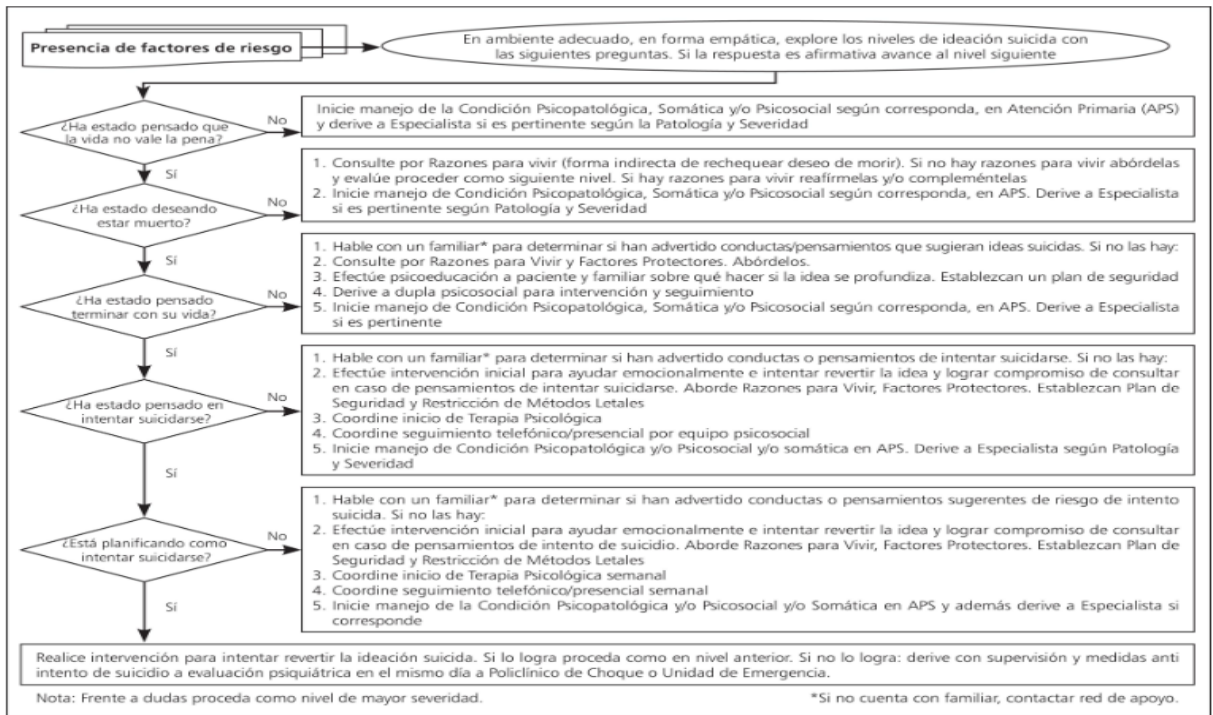 Presencia de factores de riesgo
En ambiente adecuado, en forma empática, explore los niveles de ideación suicida con
las siguientes preguntas. Si la respuesta es afirmativa avance al nivel siguiente
¿Ha estado pensado que
la vida no vale la pena?
No
Inicie manejo de la Condición Psicopatológica, Somática y/o Psicosocial según corresponda, en Atención Primaria (APS)
y derive a Especialista si es pertinente según la Patología y Severidad
Sí
¿Ha estado deseando
estar muerto?
No
1. Consulte por Razones para vivir (forma indirecta de rechequear deseo de morir). Si no hay razones para vivir abórdelas
y evalúe proceder como siguiente nivel. Si hay razones para vivir reafírmelas y/o compleméntelas
2. Inicie manejo de Condición Psicopatológica, Somática y/o Psicosocial según corresponda, en APS. Derive a Especialista
si es pertinente según Patología y Severidad
Sí
¿Ha estado pensado
terminar con su vida?
No
1. Hable con un familiar* para determinar si han advertido conductas/pensamientos que sugieran ideas suicidas. Si no las hay:
2. Consulte por Razones para Vivir y Factores Protectores. Abórdelos.
3. Efectúe psicoeducación a paciente y familiar sobre qué hacer si la idea se profundiza. Establezcan un plan de seguridad
4. Derive a dupla psicosocial para intervención y seguimiento
5. Inicie manejo de Condición Psicopatológica, Somática y/o Psicosocial según corresponda, en APS. Derive a Especialista
si es pertinente
Sí
¿Ha estado pensado en
intentar suicidarse?
No
1. Hable con un familiar* para determinar si han advertido conductas o pensamientos de intentar suicidarse. Si no las hay:
2. Efectúe intervención inicial para ayudar emocionalmente e intentar revertir la idea y lograr compromiso de consultar
en caso de pensamientos de intentar suicidarse. Aborde Razones para Vivir, Factores Protectores. Establezcan Plan de
Seguridad y Restricción de Métodos Letales
3. Coordine inicio de Terapia Psicológica
4. Coordine seguimiento telefónico/presencial por equipo psicosocial
5. Inicie manejo de Condición Psicopatológica y/o Psicosocial y/o somática en APS. Derive a Especialista según Patología
y Severidad
Sí
¿Está planificando como
intentar suicidarse?
No
1. Hable con un familiar* para determinar si han advertido conductas o pensamientos sugerentes de riesgo de intento
suicida. Si no las hay:
2. Efectúe intervención inicial para ayudar emocionalmente e intentar revertir la idea y lograr compromiso de consultar
en caso de pensamientos de intento de suicidio. Aborde Razones para Vivir, Factores Protectores. Establezcan Plan de
Seguridad y Restricción de Métodos Letales
3. Coordine inicio de Terapia Psicológica semanal
4. Coordine seguimiento telefónico/presencial semanal
5. Inicie manejo de la Condición Psicopatológica y/o Psicosocial y/o Somática en APS y además derive a Especialista si
corresponde
Sí
Realice intervención para intentar revertir la ideación suicida. Si lo logra proceda como en nivel anterior. Si no lo logra: derive con supervisión y medidas anti
intento de suicidio a evaluación psiquiátrica en el mismo día a Policlínico de Choque o Unidad de Emergencia.
Nota: Frente a dudas proceda como nivel de mayor severidad.
*Si no cuenta con familiar, contactar red de apoyo.